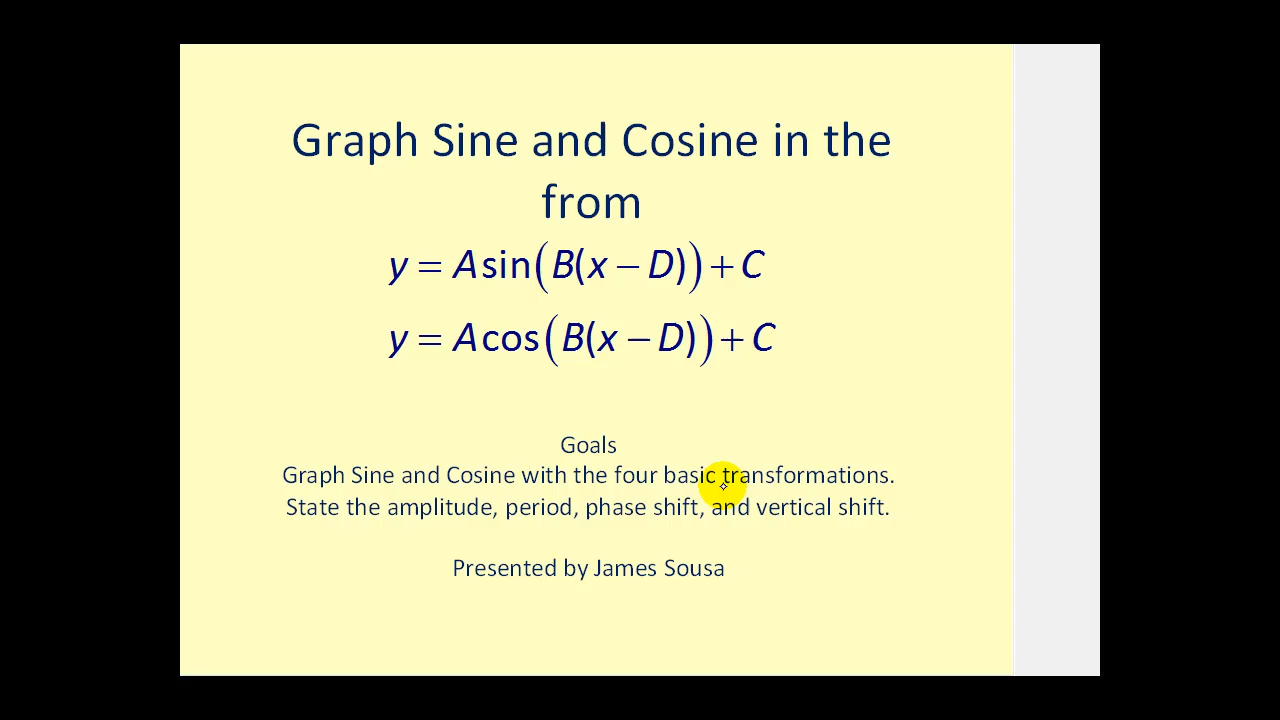 Graph Sine and Cosine in the
from
y = A sin(B(x − D)) + C
y = A cos(B(x − D)) + C
Goals
Graph Sine and Cosine with the four basic transformations.
State the amplitude, period, phase shift, and vertical shift.
Presented by James Sousa